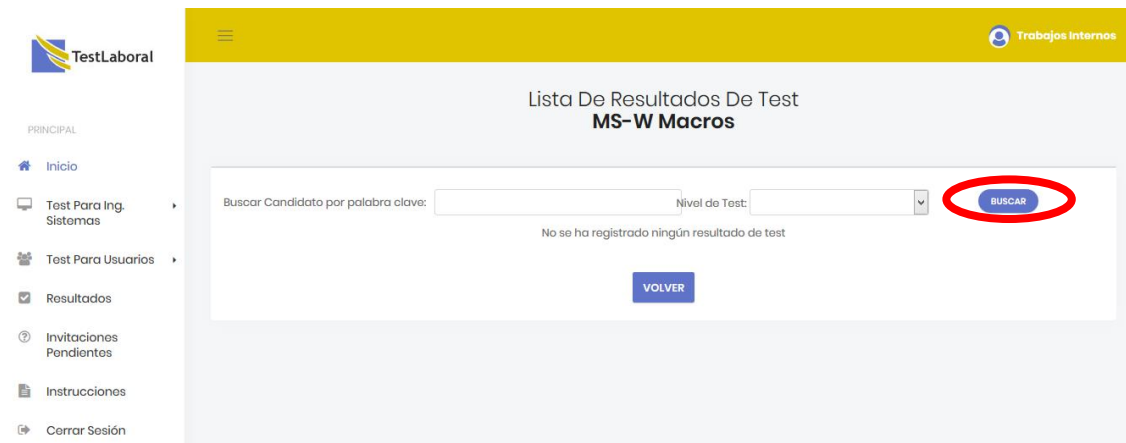 TestLaboral
Trabajos Internos
Lista De Resultados De Test
MS-W Macros
PRINCIPAL
Inicio
Test Para Ing.
Sistemas
Test Para Usuarios
Resultados
Invitaciones
Pendientes
Instrucciones
Cerrar Sesión
Buscar Candidato por palabra clave:
Nivel de Test:
BUSCAR
No se ha registrado ningún resultado de test
VOLVER